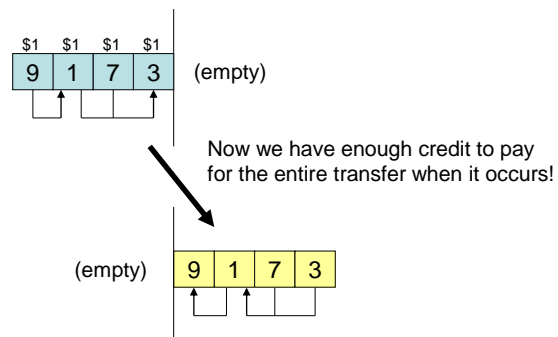 $1 $1 $1 $1
9 1 7 3 (empty)
Now we have enough credit to pay
for the entire transfer when it occurs!
(empty) 9 1 7 3